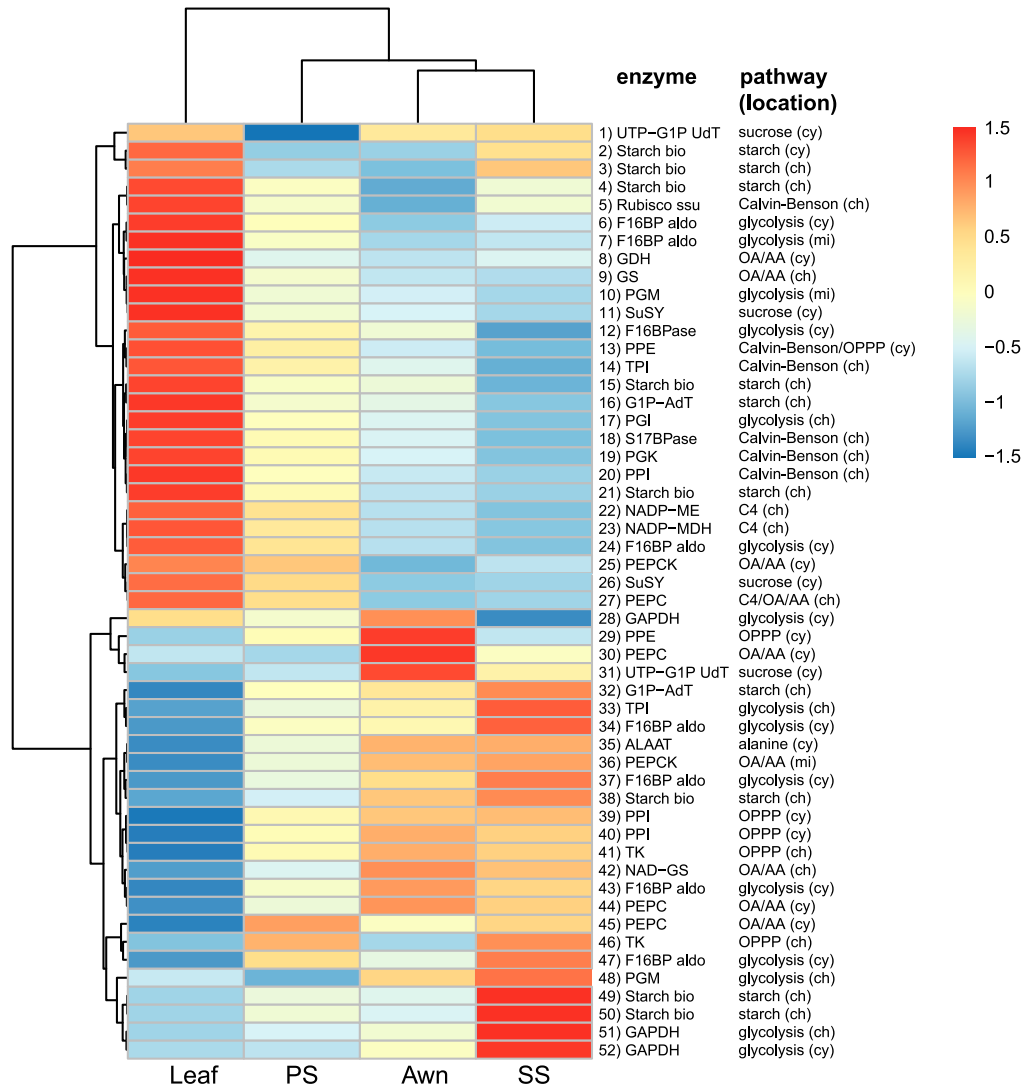 enzyme pathway
(location)
1) UTP−G1P UdT sucrose (cy)
2) Starch bio starch (cy)
3) Starch bio starch (ch)
4) Starch bio starch (ch)
5) Rubisco ssu Calvin-Benson (ch)
6) F16BP aldo glycolysis (cy)
7) F16BP aldo glycolysis (mi)
8) GDH OA/AA (cy)
9) GS OA/AA (ch)
10) PGM glycolysis (mi)
11) SuSY sucrose (cy)
12) F16BPase glycolysis (cy)
13) PPE Calvin-Benson/OPPP (cy)
14) TPI Calvin-Benson (ch)
15) Starch bio starch (ch)
16) G1P−AdT starch (ch)
17) PGI glycolysis (ch)
18) S17BPase Calvin-Benson (ch)
19) PGK Calvin-Benson (ch)
20) PPI Calvin-Benson (ch)
21) Starch bio starch (ch)
22) NADP−ME C4 (ch)
23) NADP−MDH C4 (ch)
24) F16BP aldo glycolysis (cy)
25) PEPCK OA/AA (cy)
26) SuSY sucrose (cy)
27) PEPC C4/OA/AA (ch)
28) GAPDH glycolysis (cy)
29) PPE OPPP (cy)
30) PEPC OA/AA (cy)
31) UTP-G1P UdT sucrose (cy)
32) G1P−AdT starch (ch)
33) TPI glycolysis (ch)
34) F16BP aldo glycolysis (cy)
35) ALAAT alanine (cy)
36) PEPCK OA/AA (mi)
37) F16BP aldo glycolysis (cy)
38) Starch bio starch (ch)
39) PPI OPPP (cy)
40) PPI OPPP (cy)
41) TK OPPP (ch)
42) NAD−GS OA/AA (ch)
43) F16BP aldo glycolysis (cy)
44) PEPC OA/AA (cy)
45) PEPC OA/AA (cy)
46) TK OPPP (ch)
47) F16BP aldo glycolysis (cy)
48) PGM glycolysis (ch)
49) Starch bio starch (ch)
50) Starch bio starch (ch)
51) GAPDH glycolysis (ch)
52) GAPDH glycolysis (cy)
Leaf PS Awn SS
1.5
1
0.5
0
−0.5
−1
−1.5